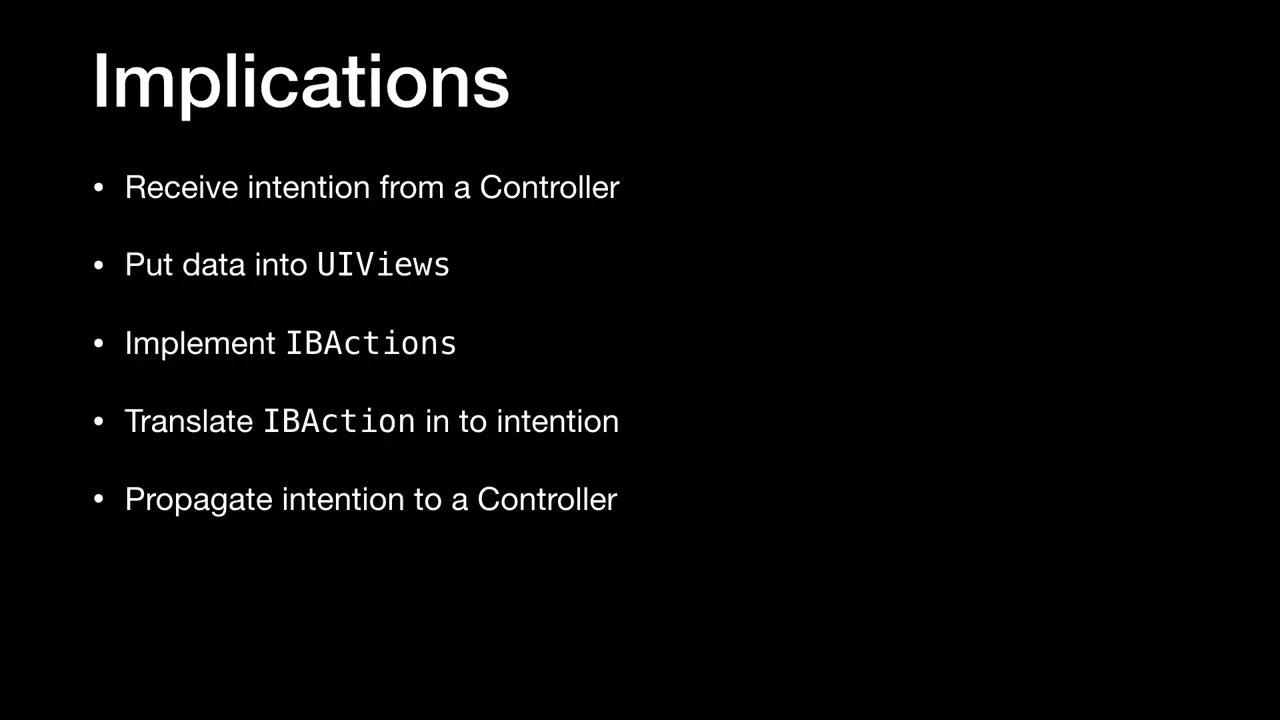 Implications
• Receive intention from a Controller
• Put data into UIViews
• Implement IBActions
• Translate IBAction in to intention
• Propagate intention to a Controller